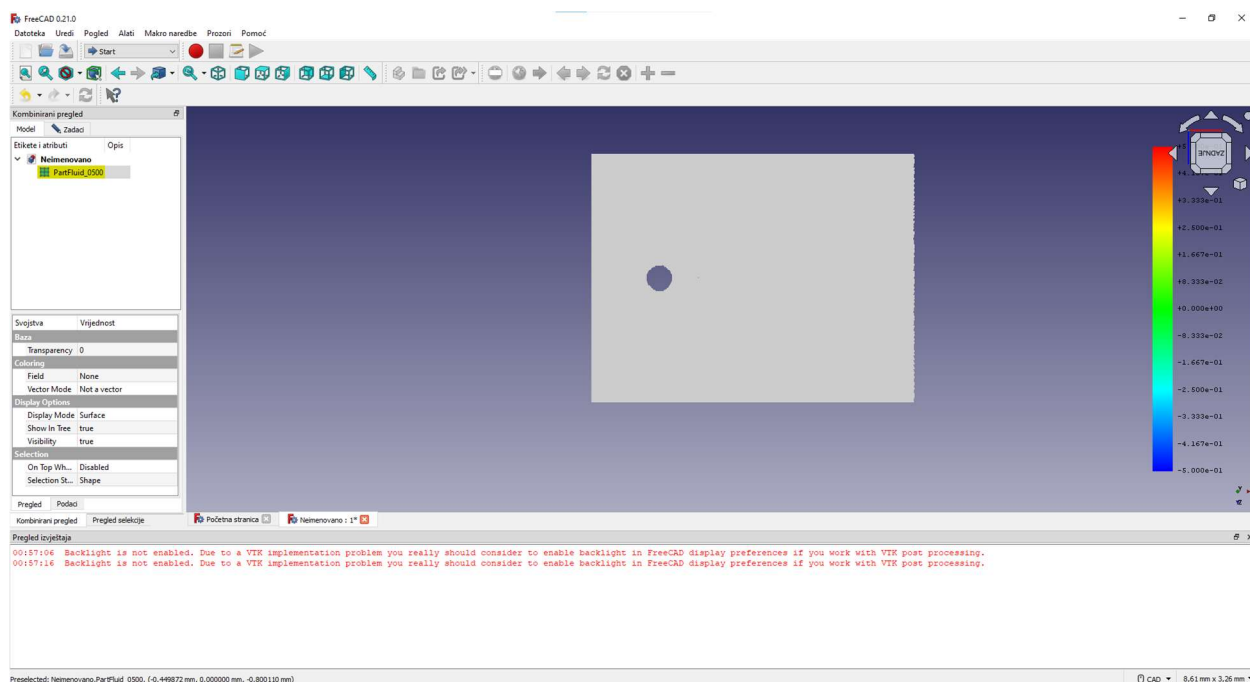 FreeCAD 0.21.0
Datoteka Uredi Pogled Alati Makro naredbe Prozori Pomoć
Start
Kombinirani pregled
Model Zadaci
Etikete i atributi Opis
Neimenovano
PartFluid_0500
Svojstva Vrijednost
Baza
Transparency 0
Coloring
Field None
Vector Mode Not a vector
Display Options
Display Mode Surface
Show In Tree true
Visibility true
Selection
On Top Wh... Disabled
Selection St... Shape
Pregled Podaci
Kombinirani pregled Pregled selekcije
Početna stranica Neimenovano : 1*
ZADNJE
+3.333e-01
+2.500e-01
+1.667e-01
+8.333e-02
+0.000e+00
-8.333e-02
-1.667e-01
-2.500e-01
-3.333e-01
-4.167e-01
-5.000e-01
Pregled izvještaja
00:57:06 Backlight is not enabled. Due to a VTK implementation problem you really should consider to enable backlight in FreeCAD display preferences if you work with VTK post processing.
00:57:16 Backlight is not enabled. Due to a VTK implementation problem you really should consider to enable backlight in FreeCAD display preferences if you work with VTK post processing.
Preselected: Neimenovano.PartFluid_0500. (-0.449872 mm, 0.000000 mm, -0.800110 mm)
CAD 8,61 mm x 3,26 mm